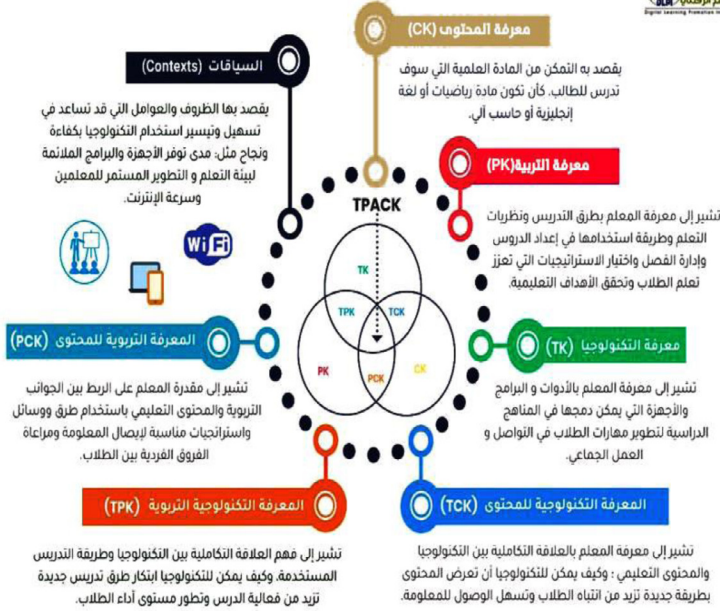 Digital Learning Promotion
معرفة المحتوى (CK)
يقصد به التمكن من المادة العلمية التي سوف
تدرس للطالب. كأن تكون مادة رياضيات أو لغة
إنجليزية أو حاسب آلي.
السياقات (Contexts)
يقصد بها الظروف والعوامل التي قد تساعد في
تسهيل وتيسير استخدام التكنولوجيا بكفاءة
ونجاح مثل: مدى توفر الأجهزة والبرامج الملائمة
لبيئة التعلم و التطوير المستمر للمعلمين
وسرعة الإنترنت.
WiFi
معرفة التربية(PK)
تشير إلى معرفة المعلم بطرق التدريس ونظريات
التعلم وطريقة استخدامها في إعداد الدروس
وإدارة الفصل واختيار الاستراتيجيات التي تعزز
تعلم الطلاب وتحقق الأهداف التعليمية.
TPACK
TK
TPK
TCK
PK
PCK
CK
معرفة التكنولوجيا (TK)
تشير إلى معرفة المعلم بالأدوات و البرامج
والأجهزة التي يمكن دمجها في المناهج
الدراسية لتطوير مهارات الطلاب في التواصل و
العمل الجماعي.
المعرفة التربوية للمحتوى (PCK)
تشير إلى مقدرة المعلم على الربط بين الجوانب
التربوية والمحتوى التعليمي باستخدام طرق ووسائل
واستراتجيات مناسبة لإيصال المعلومة ومراعاة
الفروق الفردية بين الطلاب.
المعرفة التكنولوجية للمحتوى (TCK)
تشير إلى معرفة المعلم بالعلاقة التكاملية بين التكنولوجيا
والمحتوى التعليمي ؛ وكيف يمكن للتكنولوجيا أن تعرض المحتوى
بطريقة جديدة تزيد من انتباه الطلاب وتسهل الوصول للمعلومة.
المعرفة التكنولوجية التربوية (TPK)
تشير إلى فهم العلاقة التكاملية بين التكنولوجيا وطريقة التدريس
المستخدمة، وكيف يمكن للتكنولوجيا ابتكار طرق تدريس جديدة
تزيد من فعالية الدرس وتطور مستوى أداء الطلاب.